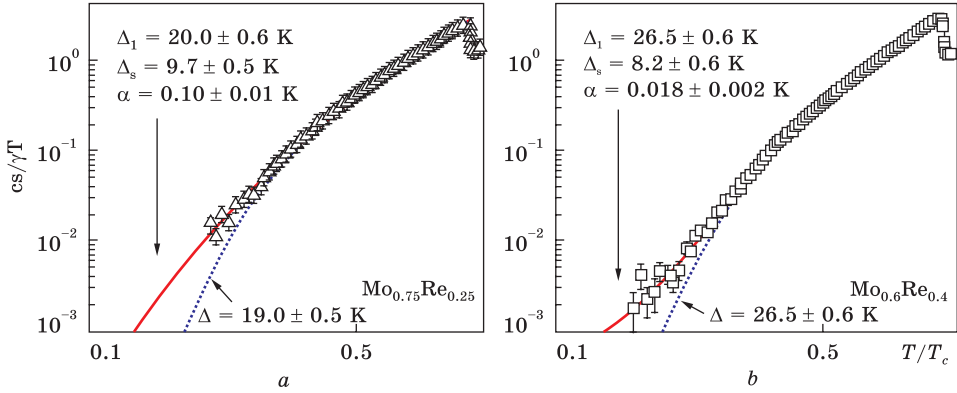 Δ₁ = 20.0 ± 0.6 K
Δₛ = 9.7 ± 0.5 K
α = 0.10 ± 0.01 K
10⁰
10⁻¹
10⁻²
10⁻³
cs/γT
Mo₀.₇₅Re₀.₂₅
Δ = 19.0 ± 0.5 K
0.1
0.5
a
Δ₁ = 26.5 ± 0.6 K
Δₛ = 8.2 ± 0.6 K
α = 0.018 ± 0.002 K
10⁰
10⁻¹
10⁻²
10⁻³
Mo₀.₆Re₀.₄
Δ = 26.5 ± 0.6 K
0.1
0.5
T/T_c
b